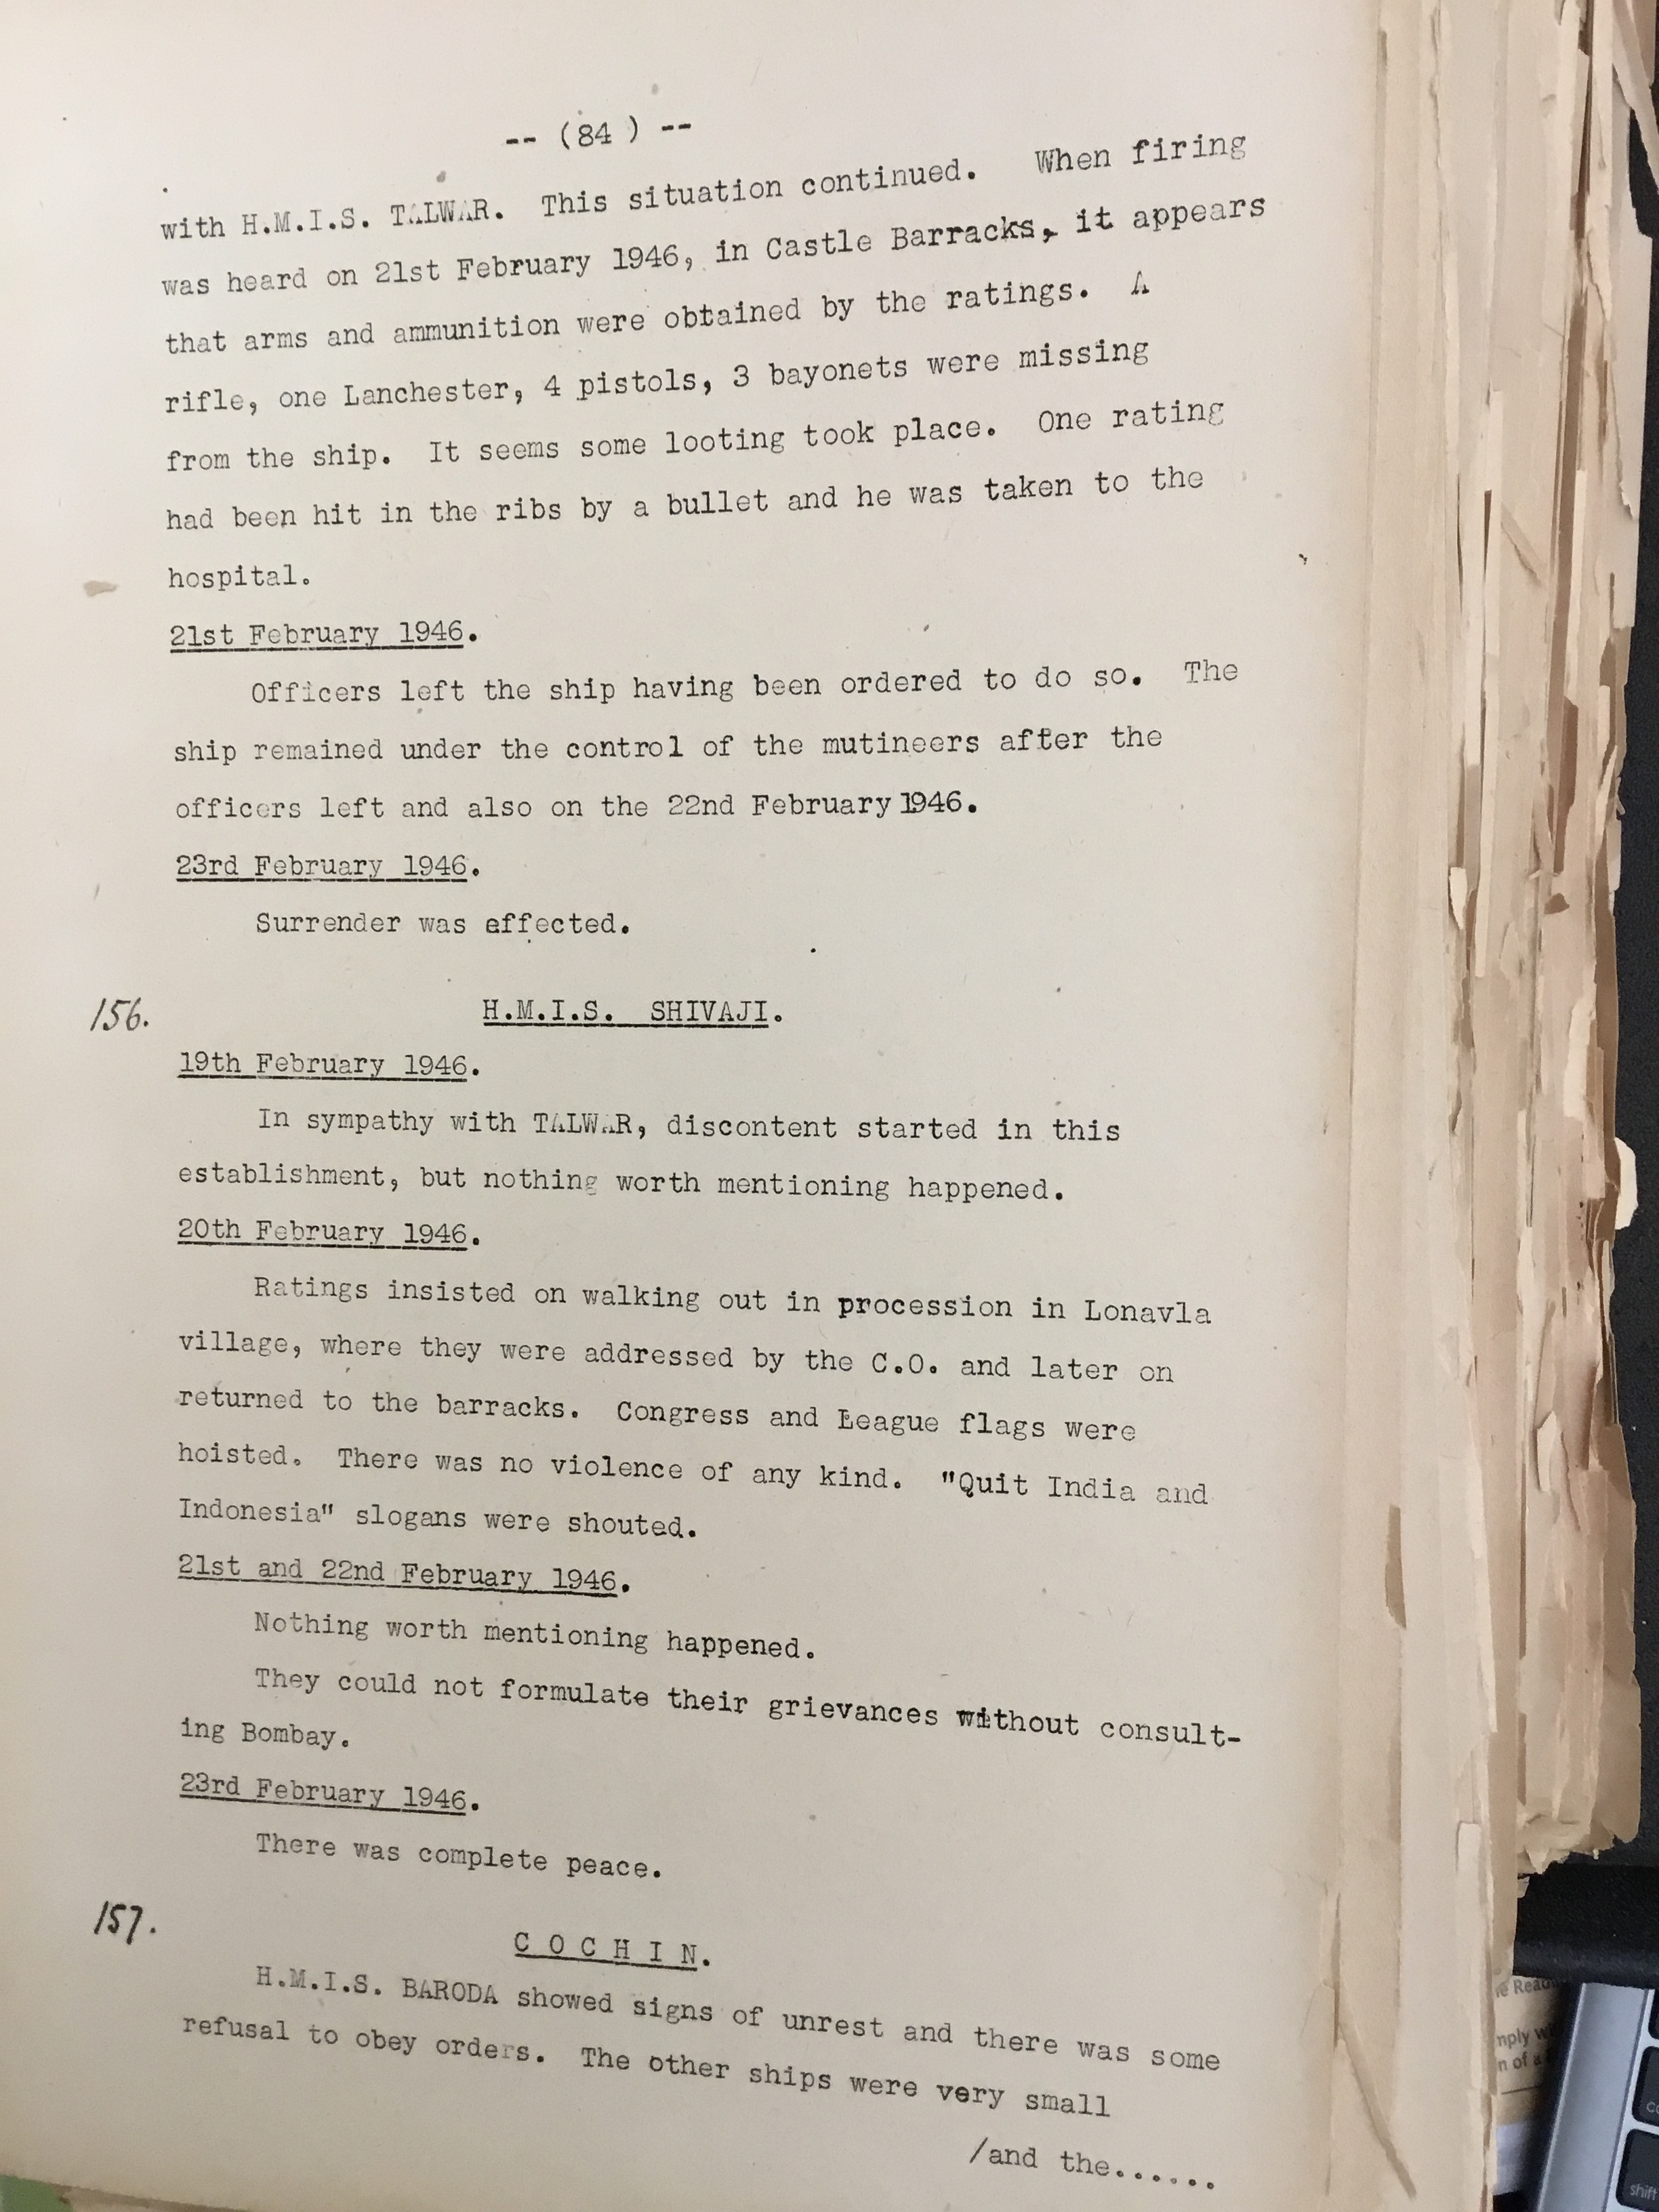 -- (84 ) --
with H.M.I.S. TALWAR. This situation continued. When firing
was heard on 21st February 1946, in Castle Barracks, it appears
that arms and ammunition were obtained by the ratings. A
rifle, one Lanchester, 4 pistols, 3 bayonets were missing
from the ship. It seems some looting took place. One rating
had been hit in the ribs by a bullet and he was taken to the
hospital.
21st February 1946.
Officers left the ship having been ordered to do so. The
ship remained under the control of the mutineers after the
officers left and also on the 22nd February 1946.
23rd February 1946.
Surrender was effected.
156.
H.M.I.S. SHIVAJI.
19th February 1946.
In sympathy with TALWAR, discontent started in this
establishment, but nothing worth mentioning happened.
20th February 1946.
Ratings insisted on walking out in procession in Lonavla
village, where they were addressed by the C.O. and later on
returned to the barracks. Congress and League flags were
hoisted. There was no violence of any kind. "Quit India and
Indonesia" slogans were shouted.
21st and 22nd February 1946.
Nothing worth mentioning happened.
They could not formulate their grievances without consult-
ing Bombay.
23rd February 1946.
There was complete peace.
157.
C O C H I N.
H.M.I.S. BARODA showed signs of unrest and there was some
refusal to obey orders. The other ships were very small
/and the......
shift